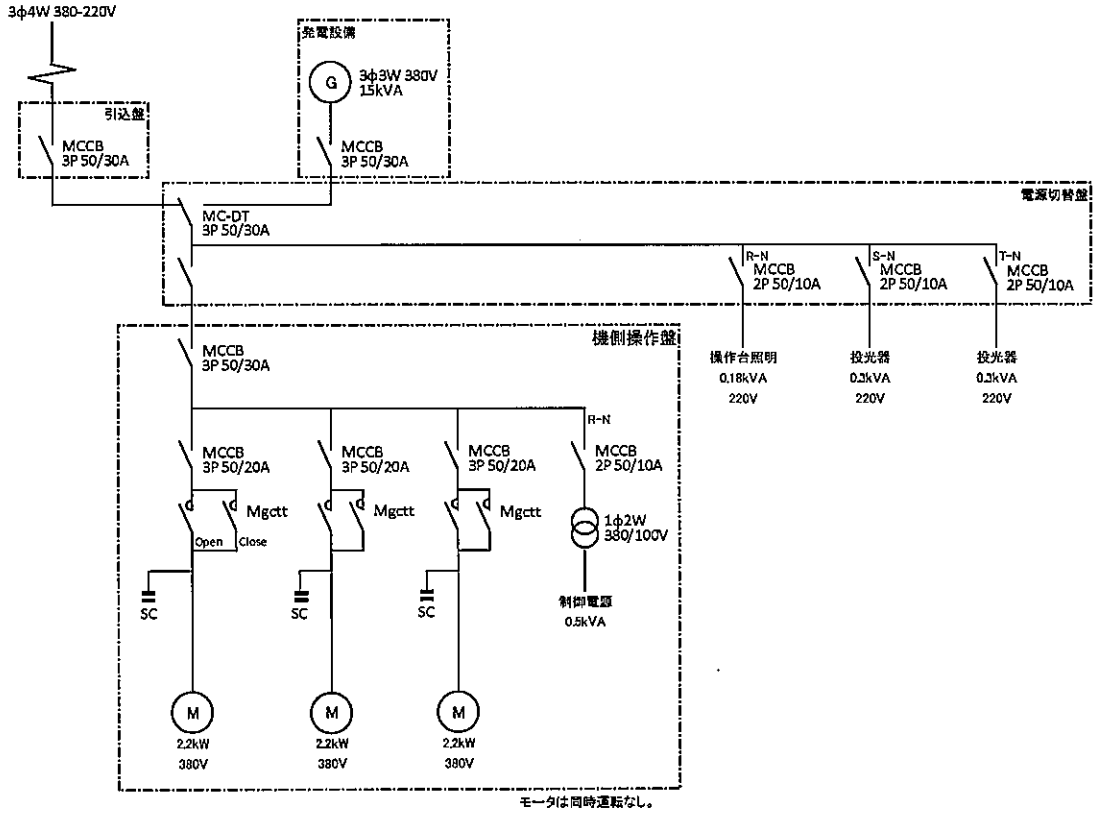 3φ4W 380-220V
発電設備
G
3φ3W 380V
15kVA
引込盤
MCCB
3P 50/30A
MCCB
3P 50/30A
電源切替盤
MC-DT
3P 50/30A
R-N
MCCB
2P 50/10A
S-N
MCCB
2P 50/10A
T-N
MCCB
2P 50/10A
操作台照明
0.18kVA
220V
投光器
0.3kVA
220V
投光器
0.3kVA
220V
機側操作盤
MCCB
3P 50/30A
R-N
MCCB
3P 50/20A
MCCB
3P 50/20A
MCCB
3P 50/20A
MCCB
2P 50/10A
Mgctt
Mgctt
Mgctt
Open
Close
1φ2W
380/100V
SC
SC
SC
制御電源
0.5kVA
M
M
M
2.2kW
380V
2.2kW
380V
2.2kW
380V
モータは同時運転なし。